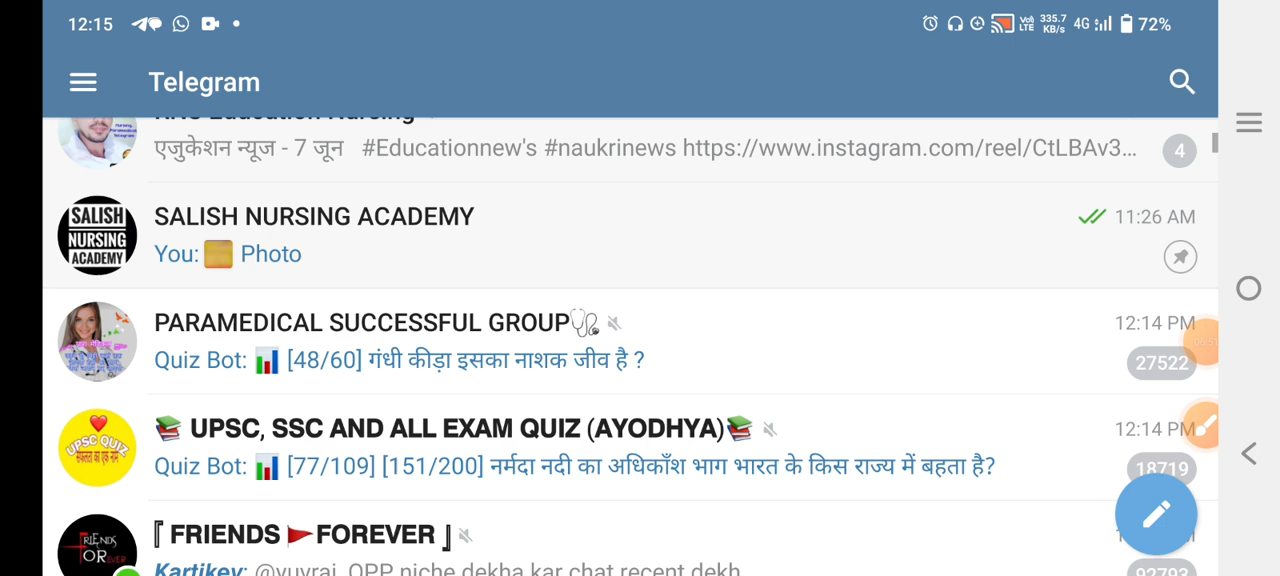 12:15
335.7 KB/s 4G 72%
Telegram
एजुकेशन न्यूज - 7 जून #Educationnew's #naukrinews https://www.instagram.com/reel/CtLBAv3... 4
SALISH NURSING ACADEMY
SALISH NURSING ACADEMY 11:26 AM
You: Photo
PARAMEDICAL SUCCESSFUL GROUP🩺 12:14 PM
Quiz Bot: 📊 [48/60] गंधी कीड़ा इसका नाशक जीव है ? 27522
UPSC QUIZ
📚 UPSC, SSC AND ALL EXAM QUIZ (AYODHYA)📚 12:14 PM
Quiz Bot: 📊 [77/109] [151/200] नर्मदा नदी का अधिकाँश भाग भारत के किस राज्य में बहता है? 18719
『 FRIENDS 🚩FOREVER 』
Kartikey: @yuvraj OPP niche dekha kar chat recent dekh
92793